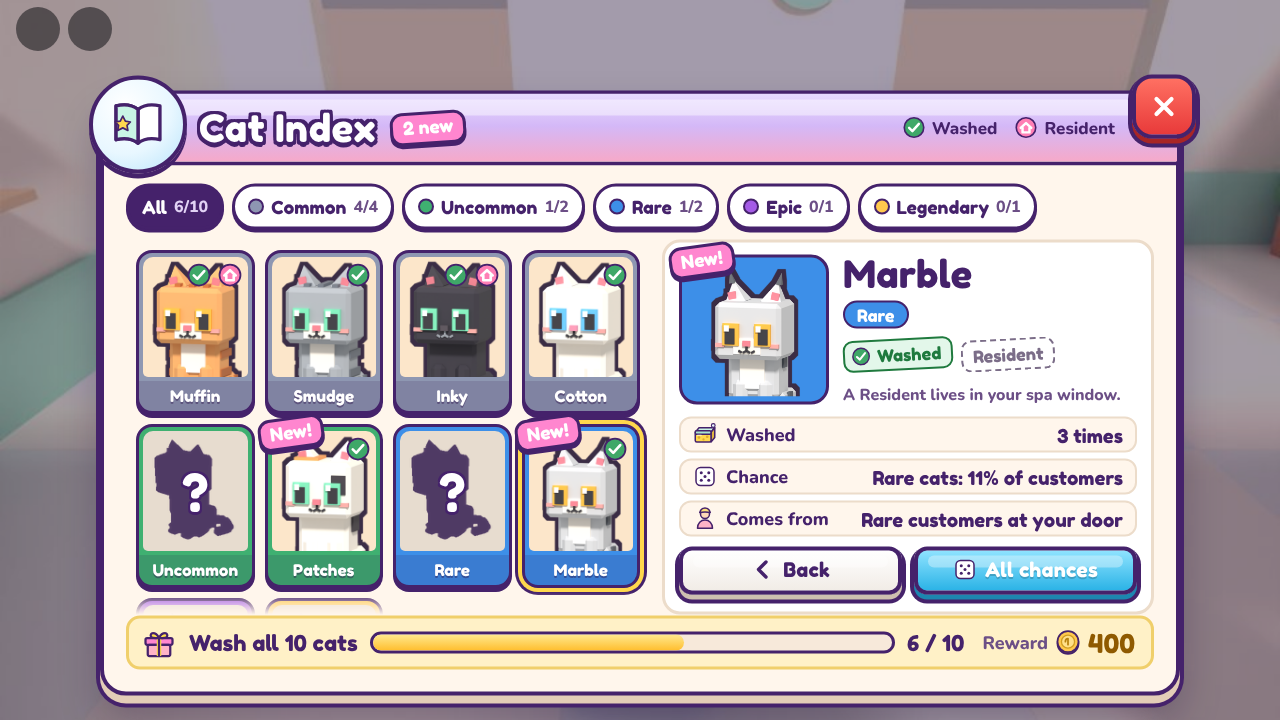 Cat Index
2 new
Washed
Resident
All 6/10
Common 4/4
Uncommon 1/2
Rare 1/2
Epic 0/1
Legendary 0/1
Muffin
Smudge
Inky
Cotton
?
Uncommon
New!
Patches
?
Rare
New!
Marble
New!
Marble
Rare
Washed
Resident
A Resident lives in your spa window.
Washed 3 times
Chance Rare cats: 11% of customers
Comes from Rare customers at your door
Back
All chances
Wash all 10 cats
6 / 10
Reward 1 400